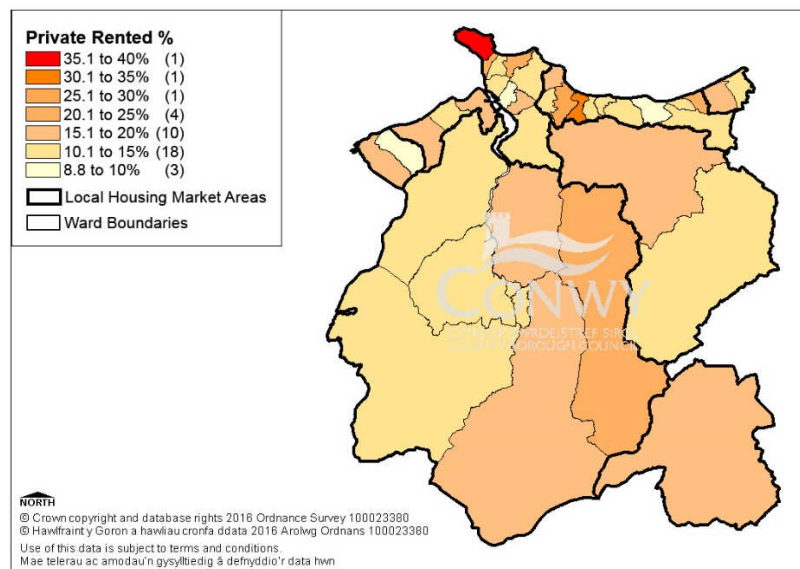 Private Rented %
35.1 to 40% (1)
30.1 to 35% (1)
25.1 to 30% (1)
20.1 to 25% (4)
15.1 to 20% (10)
10.1 to 15% (18)
8.8 to 10% (3)
Local Housing Market Areas
Ward Boundaries
CONWY
COUNTY BOROUGH COUNCIL
NORTH
© Crown copyright and database rights 2016 Ordnance Survey 100023380
© Hawlfraint y Goron a hawliau cronfa ddata 2016 Arolwg Ordnans 100023380
Use of this data is subject to terms and conditions.
Mae telerau ac amodau'n gysylltiedig â defnyddio'r data hwn